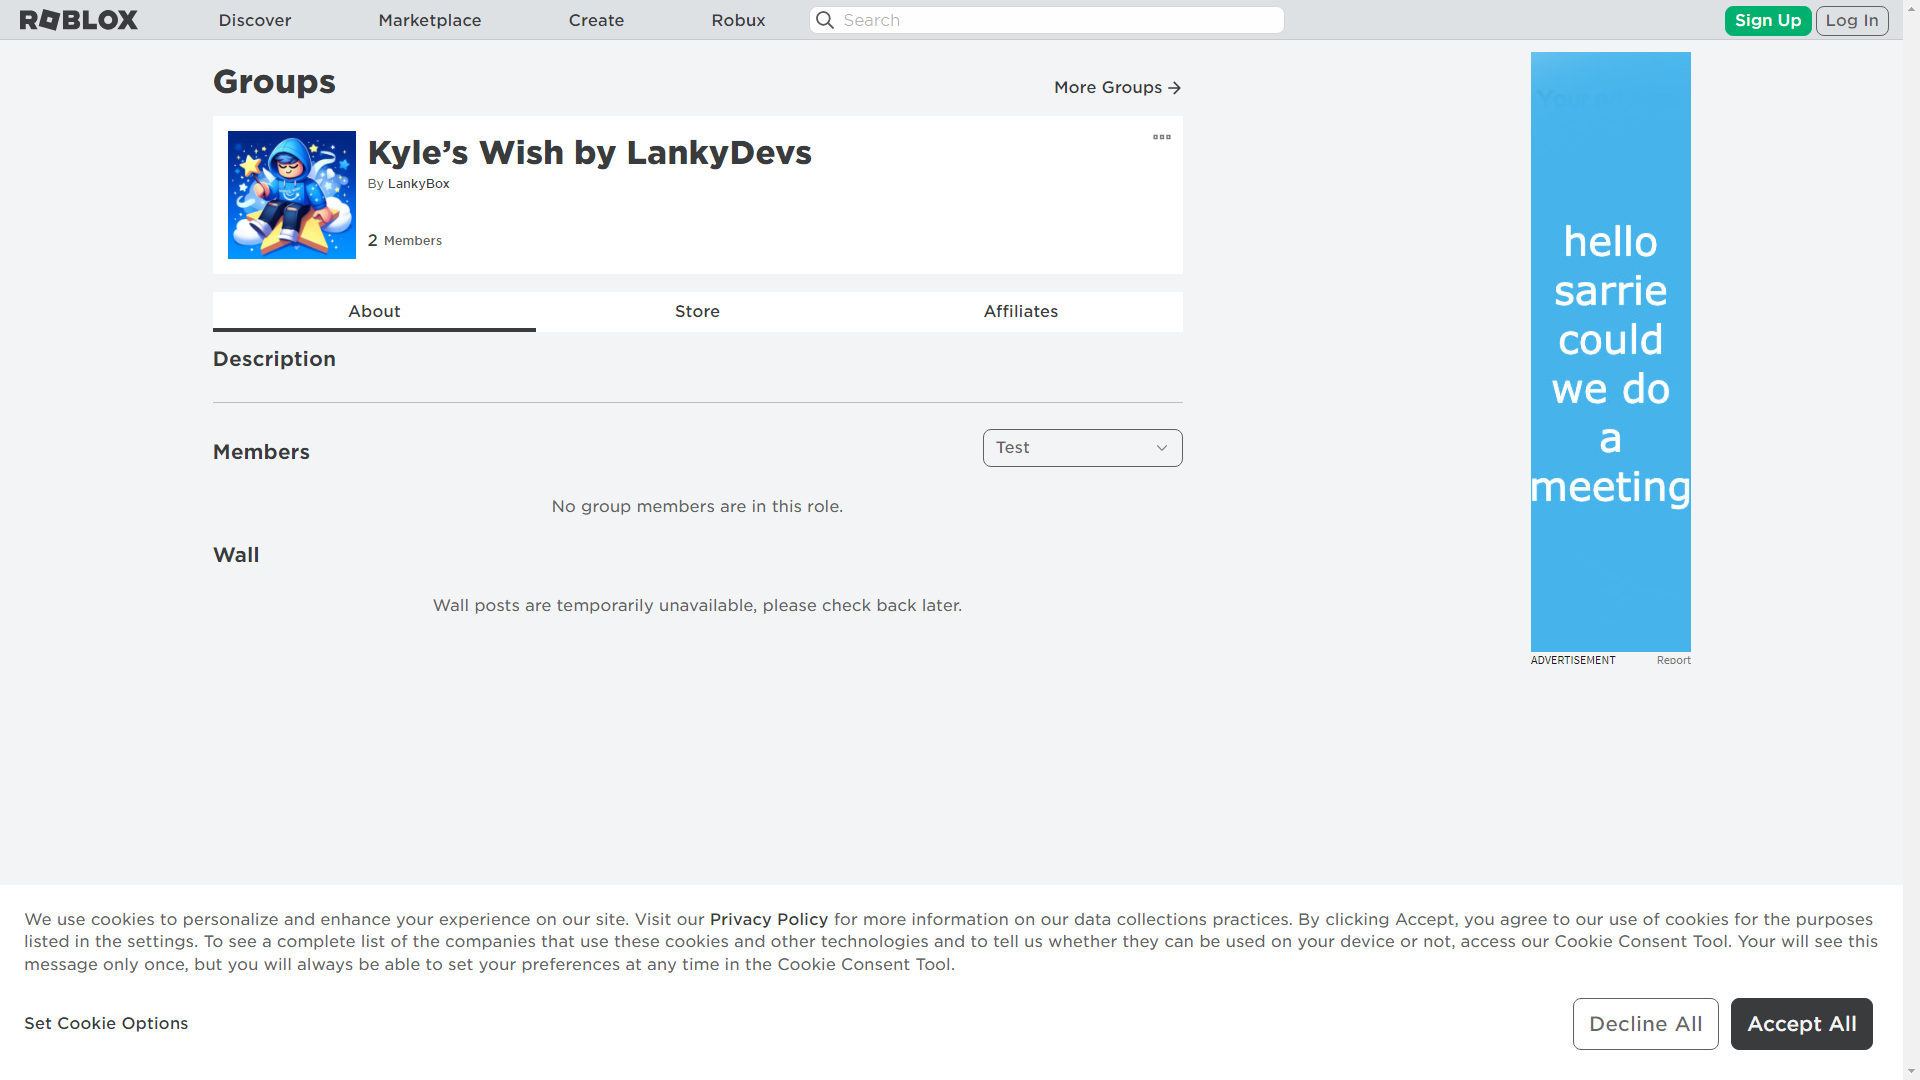 ROBLOX
Discover
Marketplace
Create
Robux
Search
Sign Up
Log In
Groups
More Groups
Kyle's Wish by LankyDevs
By LankyBox
2 Members
About
Store
Affiliates
Description
Members
Test
No group members are in this role.
Wall
Wall posts are temporarily unavailable, please check back later.
hello
sarrie
could
we do
a
meeting
ADVERTISEMENT
Report
We use cookies to personalize and enhance your experience on our site. Visit our Privacy Policy for more information on our data collections practices. By clicking Accept, you agree to our use of cookies for the purposes
listed in the settings. To see a complete list of the companies that use these cookies and other technologies and to tell us whether they can be used on your device or not, access our Cookie Consent Tool. Your will see this
message only once, but you will always be able to set your preferences at any time in the Cookie Consent Tool.
Set Cookie Options
Decline All
Accept All